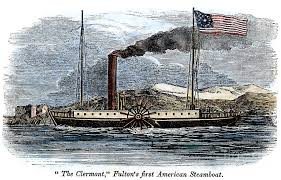 "The Clermont," Fulton's first American Steamboat.